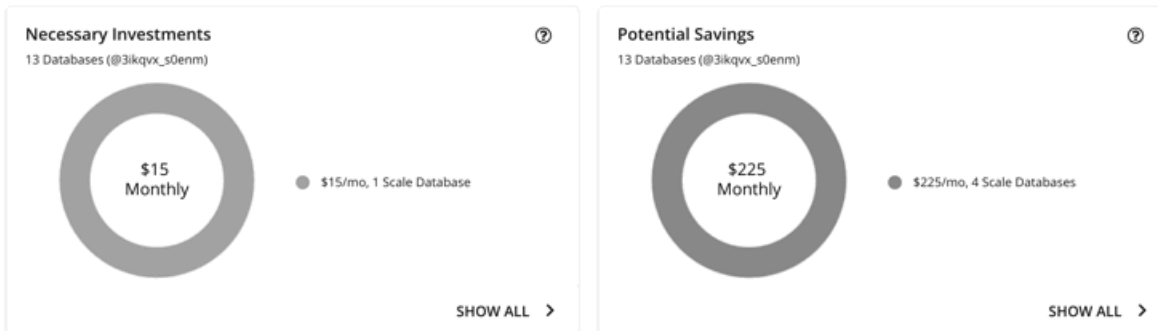 Necessary Investments
13 Databases (@3ikqvx_s0enm)
$15
Monthly
$15/mo, 1 Scale Database
SHOW ALL
Potential Savings
13 Databases (@3ikqvx_s0enm)
$225
Monthly
$225/mo, 4 Scale Databases
SHOW ALL